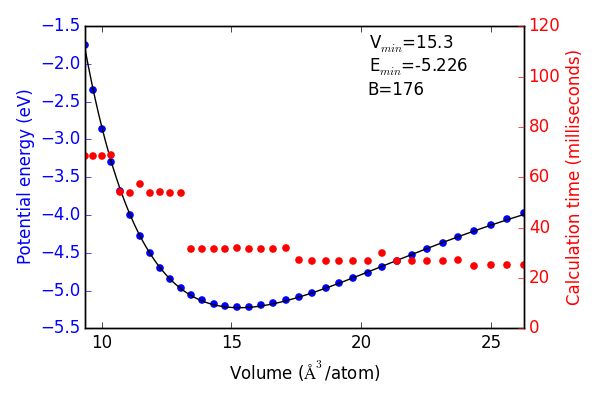 V_min=15.3
E_min=-5.226
B=176
Potential energy (eV)
−1.5
−2.0
−2.5
−3.0
−3.5
−4.0
−4.5
−5.0
−5.5
120
100
80
60
40
20
0
Calculation time (milliseconds)
10 15 20 25
Volume (Å³/atom)